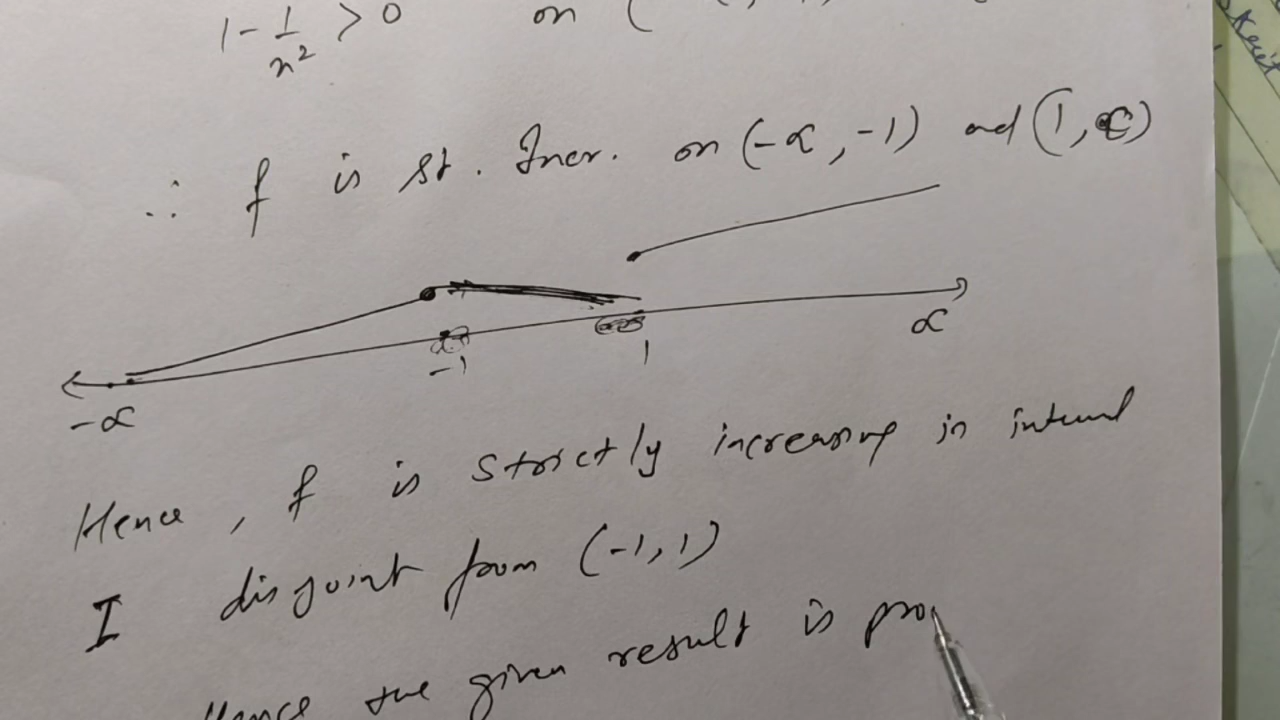 1 - 1/x² > 0 on (
∴ f is St. Incr. on (-∝, -1) and (1, ∝)
-∝ -1 1 ∝
Hence, f is strictly increasing in interval
I disjoint from (-1, 1)
Hence the given result is pro